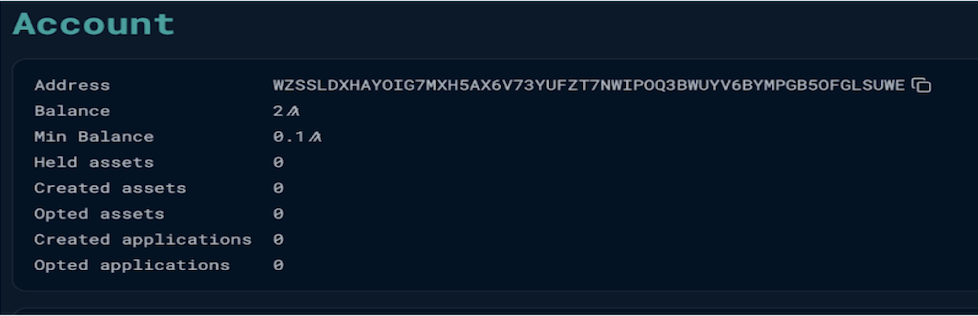 Account
Address WZSSLDXHAYOIG7MXH5AX6V73YUFZT7NWIPOQ3BWUYV6BYMPGB5OFGLSUWE
Balance 2
Min Balance 0.1
Held assets 0
Created assets 0
Opted assets 0
Created applications 0
Opted applications 0